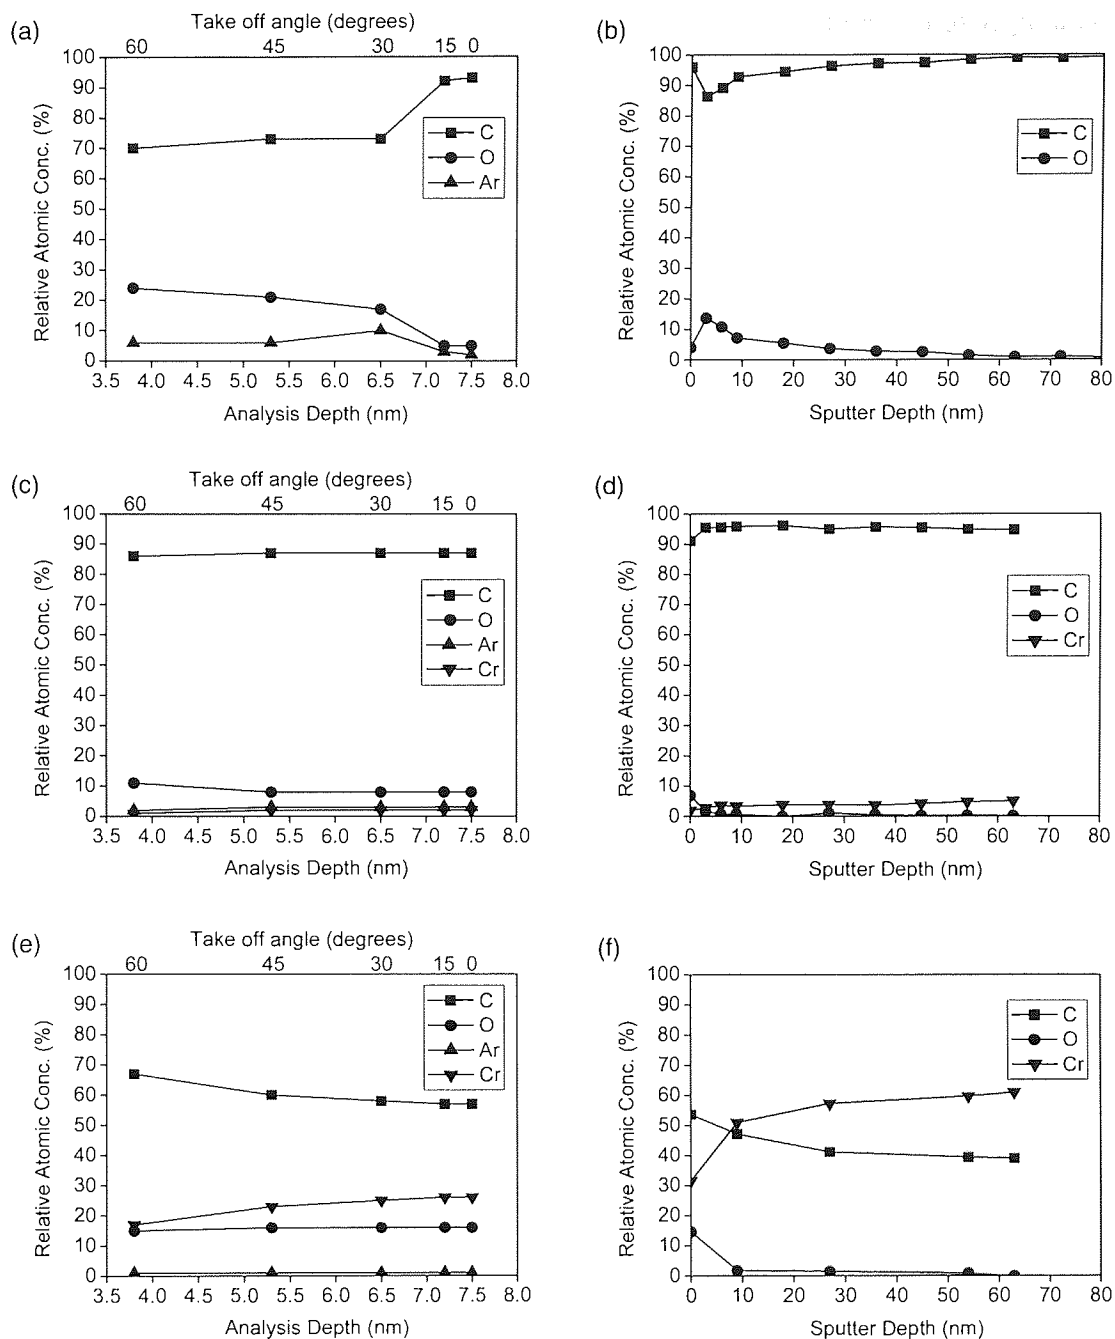 (a)
Take off angle (degrees)
60 45 30 15 0
100
90
80
70
60
50
40
30
20
10
0
Relative Atomic Conc. (%)
C
O
Ar
3.5 4.0 4.5 5.0 5.5 6.0 6.5 7.0 7.5 8.0
Analysis Depth (nm)
(b)
100
90
80
70
60
50
40
30
20
10
0
Relative Atomic Conc. (%)
C
O
0 10 20 30 40 50 60 70 80
Sputter Depth (nm)
(c)
Take off angle (degrees)
60 45 30 15 0
100
90
80
70
60
50
40
30
20
10
0
Relative Atomic Conc. (%)
C
O
Ar
Cr
3.5 4.0 4.5 5.0 5.5 6.0 6.5 7.0 7.5 8.0
Analysis Depth (nm)
(d)
100
90
80
70
60
50
40
30
20
10
0
Relative Atomic Conc. (%)
C
O
Cr
0 10 20 30 40 50 60 70 80
Sputter Depth (nm)
(e)
Take off angle (degrees)
60 45 30 15 0
100
90
80
70
60
50
40
30
20
10
0
Relative Atomic Conc. (%)
C
O
Ar
Cr
3.5 4.0 4.5 5.0 5.5 6.0 6.5 7.0 7.5 8.0
Analysis Depth (nm)
(f)
100
90
80
70
60
50
40
30
20
10
0
Relative Atomic Conc. (%)
C
O
Cr
0 10 20 30 40 50 60 70 80
Sputter Depth (nm)